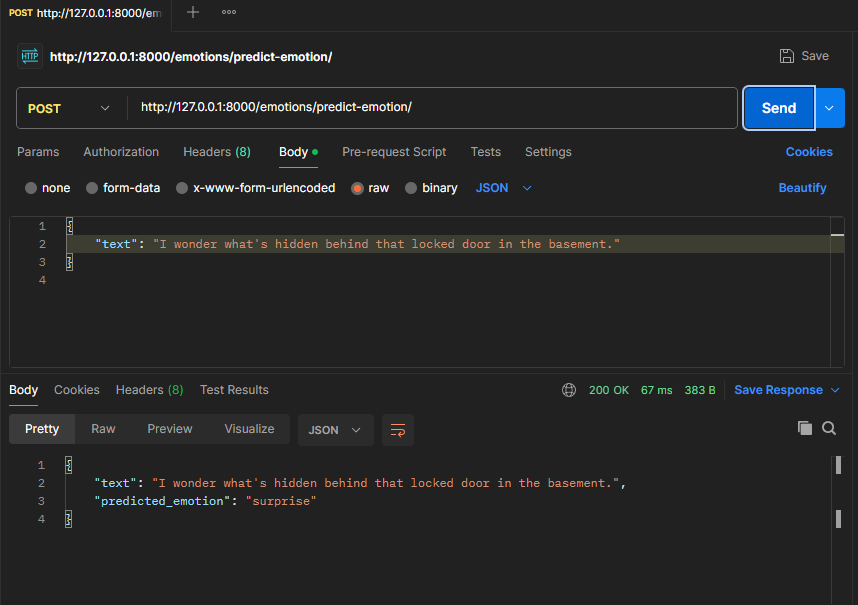 POST http://127.0.0.1:8000/em
HTTP http://127.0.0.1:8000/emotions/predict-emotion/ Save
POST http://127.0.0.1:8000/emotions/predict-emotion/ Send
Params Authorization Headers (8) Body Pre-request Script Tests Settings Cookies
none form-data x-www-form-urlencoded raw binary JSON Beautify
1 {
2 "text": "I wonder what's hidden behind that locked door in the basement."
3 }
4
Body Cookies Headers (8) Test Results 200 OK 67 ms 383 B Save Response
Pretty Raw Preview Visualize JSON
1 {
2 "text": "I wonder what's hidden behind that locked door in the basement.",
3 "predicted_emotion": "surprise"
4 }